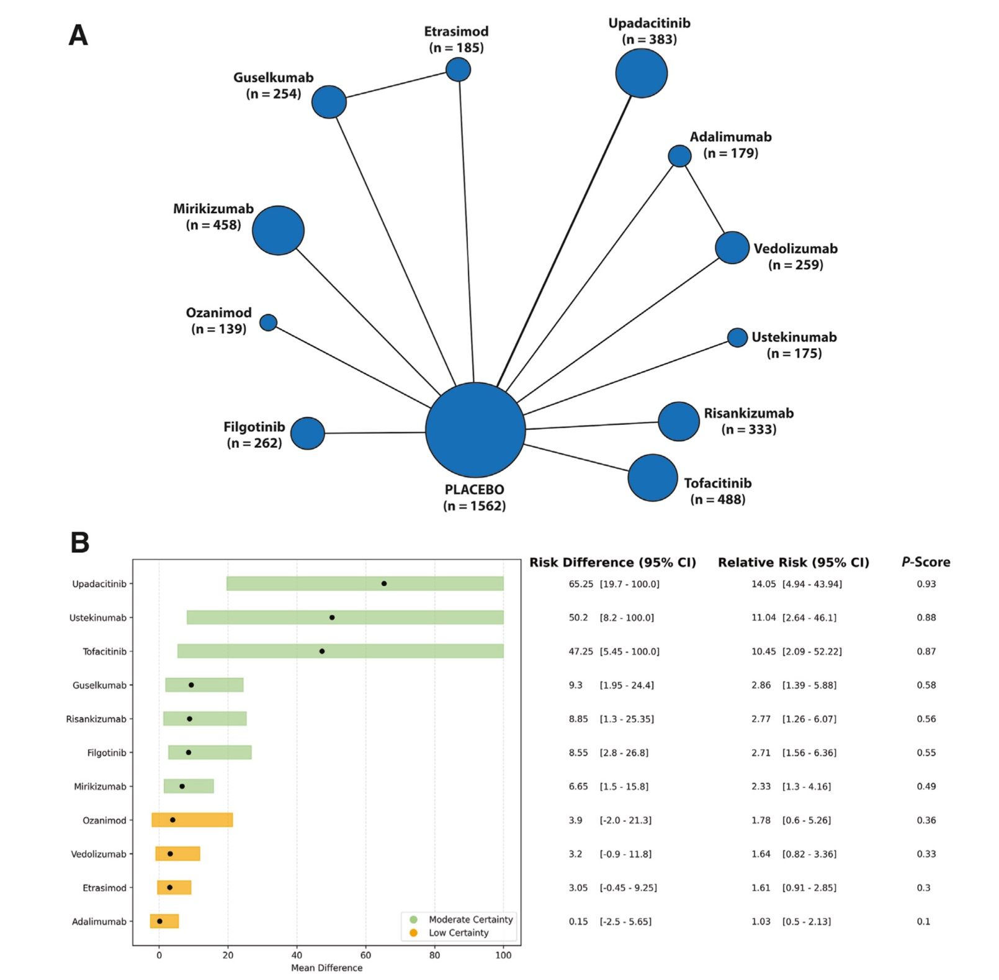 A
Etrasimod
(n = 185)
Upadacitinib
(n = 383)
Guselkumab
(n = 254)
Adalimumab
(n = 179)
Mirikizumab
(n = 458)
Vedolizumab
(n = 259)
Ozanimod
(n = 139)
Ustekinumab
(n = 175)
Risankizumab
(n = 333)
Filgotinib
(n = 262)
Tofacitinib
(n = 488)
PLACEBO
(n = 1562)
B
Risk Difference (95% CI) Relative Risk (95% CI) P-Score
Upadacitinib 65.25 [19.7 - 100.0] 14.05 [4.94 - 43.94] 0.93
Ustekinumab 50.2 [8.2 - 100.0] 11.04 [2.64 - 46.1] 0.88
Tofacitinib 47.25 [5.45 - 100.0] 10.45 [2.09 - 52.22] 0.87
Guselkumab 9.3 [1.95 - 24.4] 2.86 [1.39 - 5.88] 0.58
Risankizumab 8.85 [1.3 - 25.35] 2.77 [1.26 - 6.07] 0.56
Filgotinib 8.55 [2.8 - 26.8] 2.71 [1.56 - 6.36] 0.55
Mirikizumab 6.65 [1.5 - 15.8] 2.33 [1.3 - 4.16] 0.49
Ozanimod 3.9 [-2.0 - 21.3] 1.78 [0.6 - 5.26] 0.36
Vedolizumab 3.2 [-0.9 - 11.8] 1.64 [0.82 - 3.36] 0.33
Etrasimod 3.05 [-0.45 - 9.25] 1.61 [0.91 - 2.85] 0.3
Adalimumab 0.15 [-2.5 - 5.65] 1.03 [0.5 - 2.13] 0.1
Moderate Certainty
Low Certainty
0 20 40 60 80 100
Mean Difference